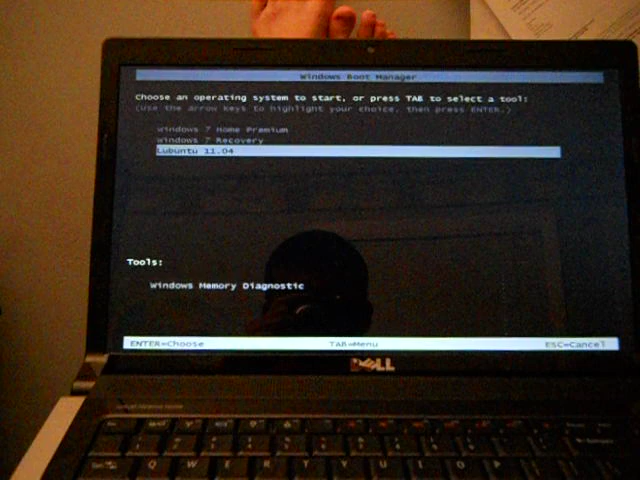 Windows Boot Manager
Choose an operating system to start, or press TAB to select a tool:
(Use the arrow keys to highlight your choice, then press ENTER.)
Windows 7 Home Premium
Windows 7 Recovery
Lubuntu 11.04
Tools:
Windows Memory Diagnostic
ENTER=Choose TAB=Menu ESC=Cancel
DELL
Q W E R T Y U I O P